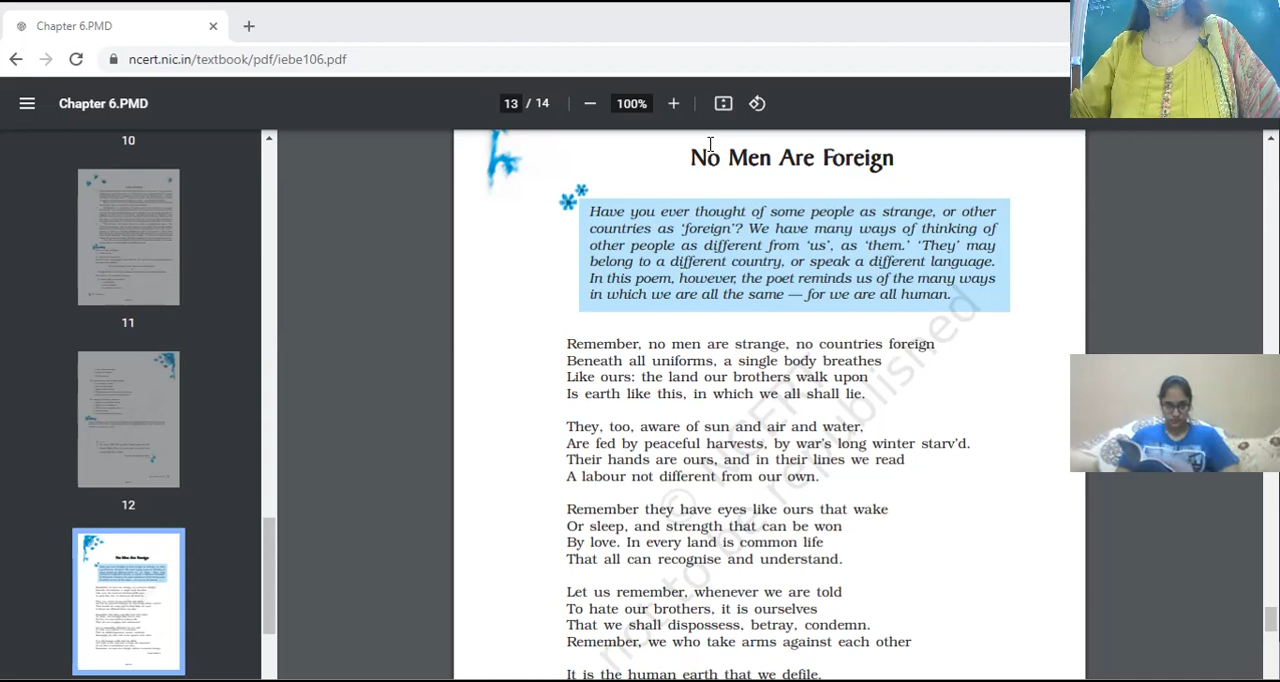 Chapter 6.PMD
ncert.nic.in/textbook/pdf/iebe106.pdf
Chapter 6.PMD
13 / 14
100%
10
11
12
No Men Are Foreign
Have you ever thought of some people as strange, or other
countries as ‘foreign’? We have many ways of thinking of
other people as different from ‘us’, as ‘them.’ ‘They’ may
belong to a different country, or speak a different language.
In this poem, however, the poet reminds us of the many ways
in which we are all the same — for we are all human.
Remember, no men are strange, no countries foreign
Beneath all uniforms, a single body breathes
Like ours: the land our brothers walk upon
Is earth like this, in which we all shall lie.
They, too, aware of sun and air and water,
Are fed by peaceful harvests, by war’s long winter starv’d.
Their hands are ours, and in their lines we read
A labour not different from our own.
Remember they have eyes like ours that wake
Or sleep, and strength that can be won
By love. In every land is common life
That all can recognise and understand.
Let us remember, whenever we are told
To hate our brothers, it is ourselves
That we shall dispossess, betray, condemn.
Remember, we who take arms against each other
It is the human earth that we defile.
© NCERT
not to be republished